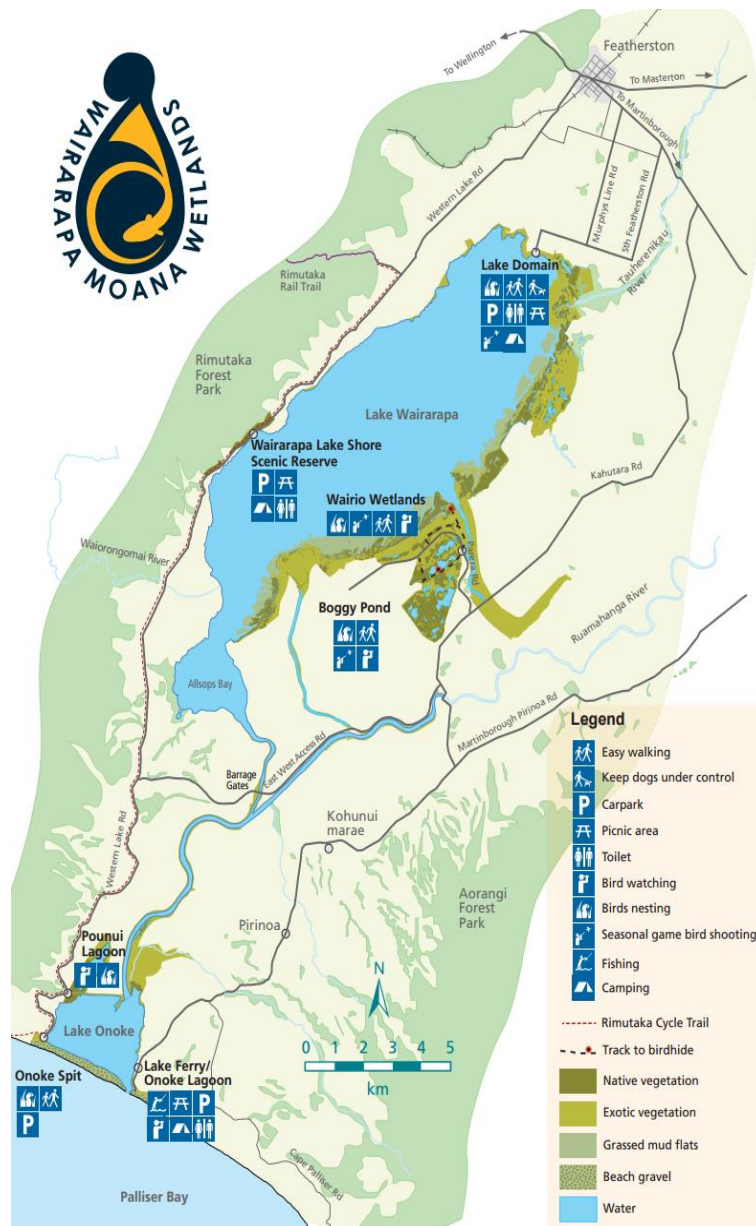 WAIRARAPA MOANA WETLANDS
To Wellington
Featherston
To Masterton
To Martinborough
Western Lake Rd
Murphys Line Rd
Sth Featherston Rd
Tauherenikau
River
Rimutaka
Rail Trail
Lake Domain
P
Rimutaka
Forest
Park
Lake Wairarapa
Wairarapa Lake Shore
Scenic Reserve
P
Wairio Wetlands
Kahutara Rd
Waiorongomai River
Parera Rd
Boggy Pond
Ruamahanga River
Allsops Bay
Martinborough Pirinoa Rd
East West Access Rd
Barrage
Gates
Western Lake Rd
Kohunui
marae
Aorangi
Forest
Park
Pirinoa
Pounui
Lagoon
N
Lake Onoke
0 1 2 3 4 5
km
Onoke Spit
P
Lake Ferry/
Onoke Lagoon
P
Cape Palliser Rd
Palliser Bay
Legend
Easy walking
Keep dogs under control
P Carpark
Picnic area
Toilet
Bird watching
Birds nesting
Seasonal game bird shooting
Fishing
Camping
Rimutaka Cycle Trail
Track to birdhide
Native vegetation
Exotic vegetation
Grassed mud flats
Beach gravel
Water